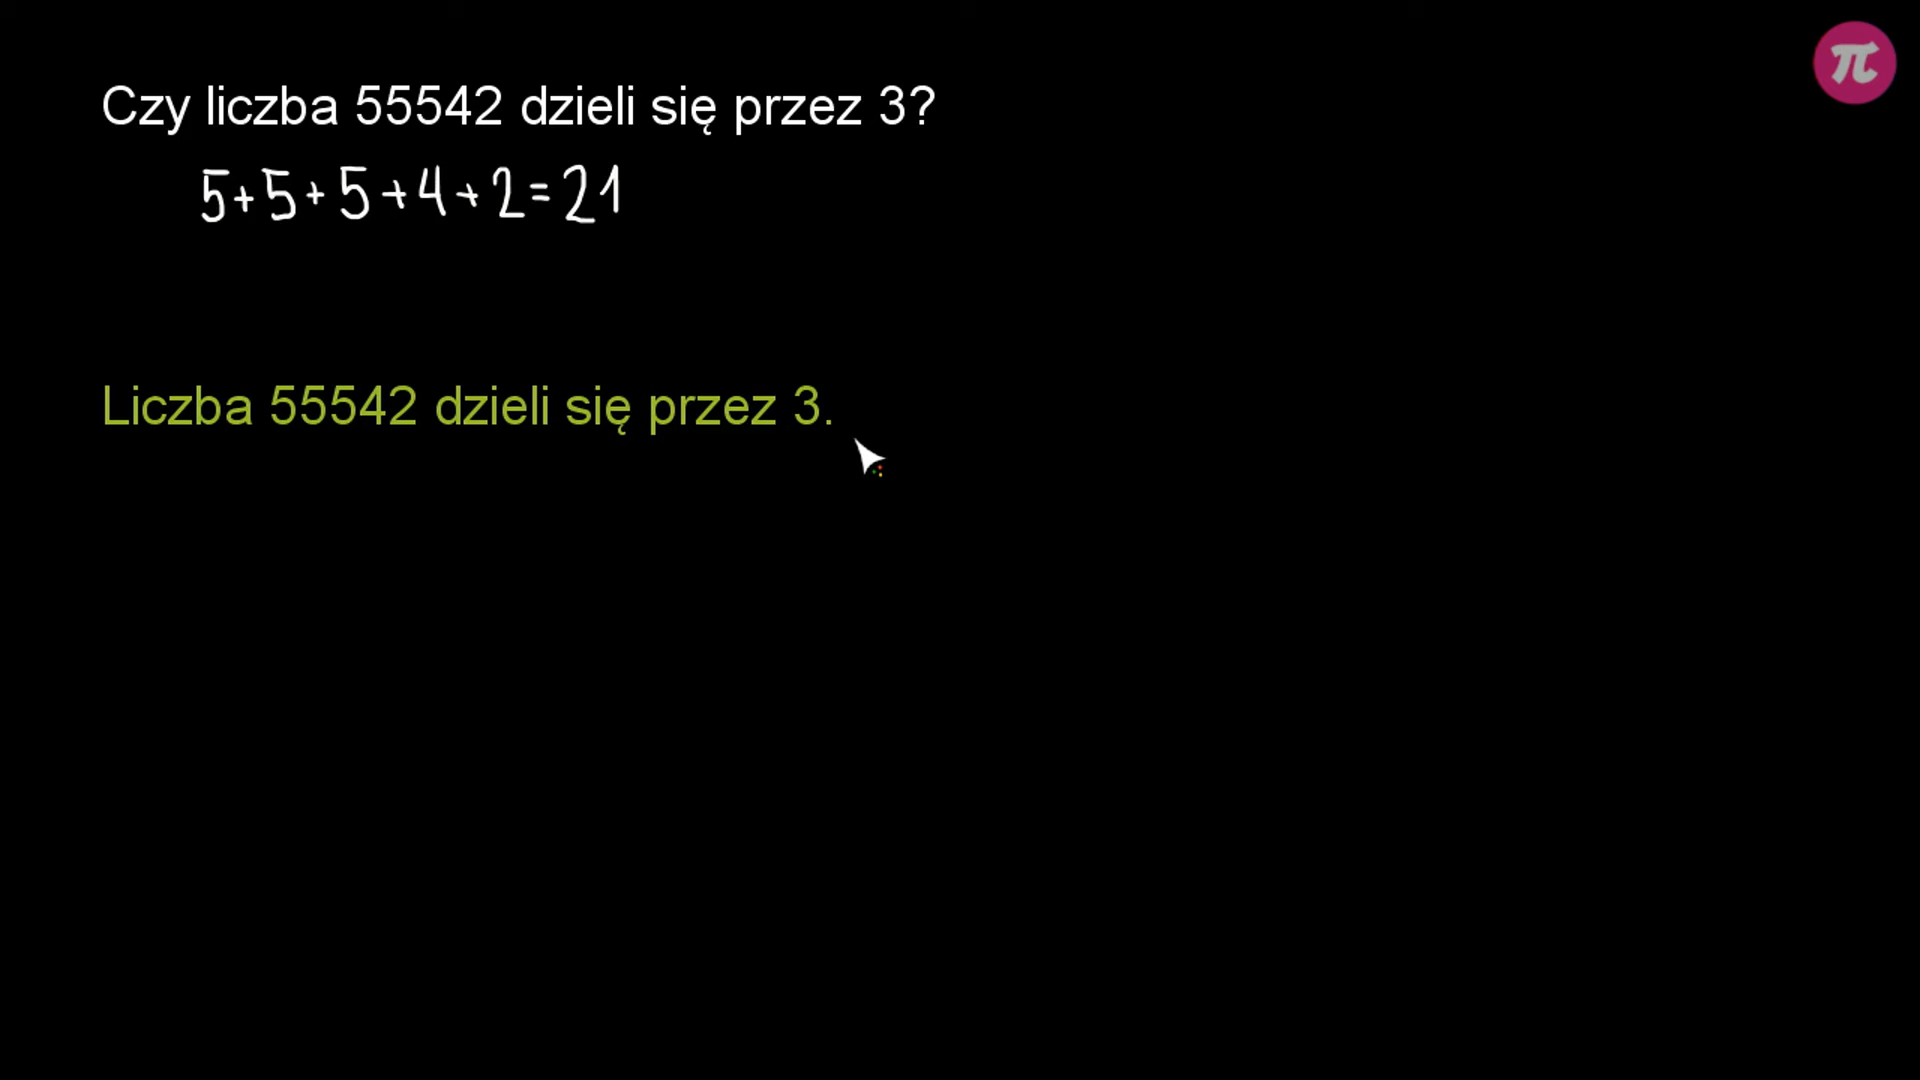 Czy liczba 55542 dzieli się przez 3?
5+5+5+4+2=21
Liczba 55542 dzieli się przez 3.
π